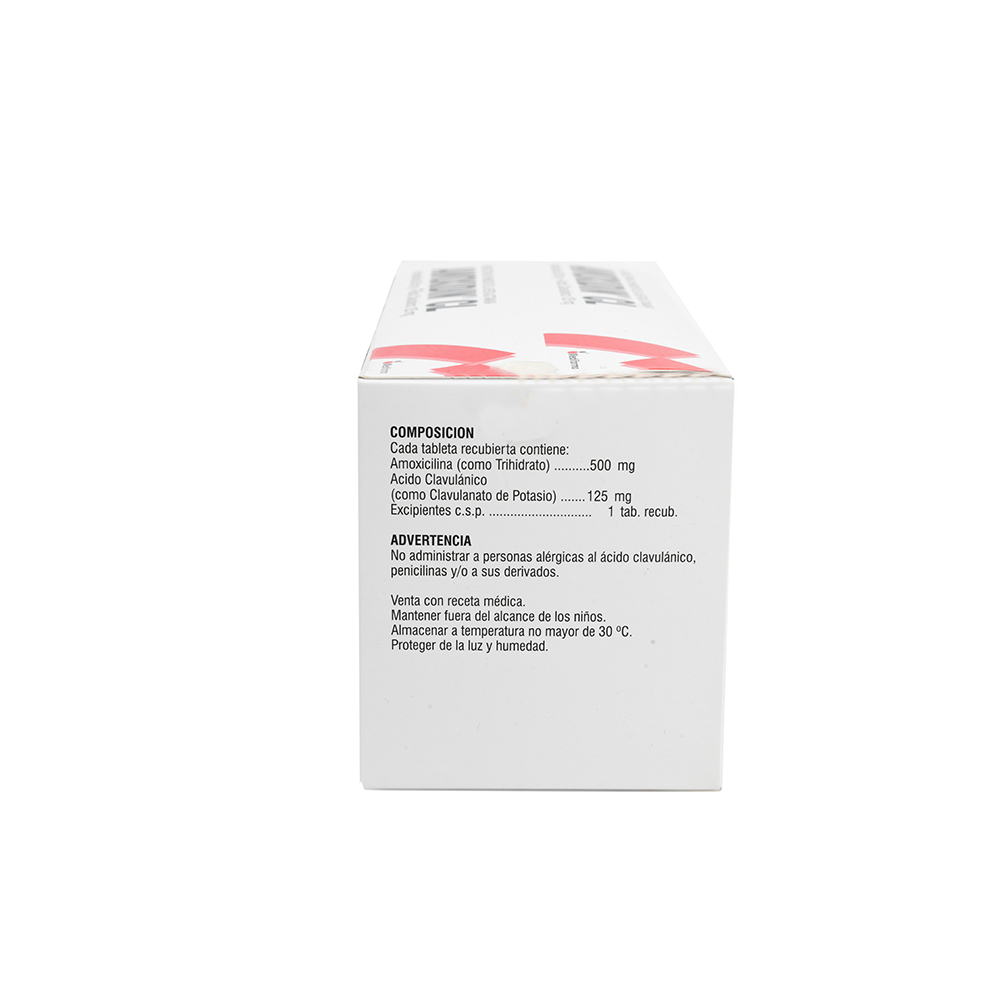 Medifarma
Medifarma
COMPOSICION
Cada tableta recubierta contiene:
Amoxicilina (como Trihidrato) ..........500 mg
Acido Clavulánico
(como Clavulanato de Potasio) .......125 mg
Excipientes c.s.p. ............................. 1 tab. recub.
ADVERTENCIA
No administrar a personas alérgicas al ácido clavulánico,
penicilinas y/o a sus derivados.
Venta con receta médica.
Mantener fuera del alcance de los niños.
Almacenar a temperatura no mayor de 30 ºC.
Proteger de la luz y humedad.